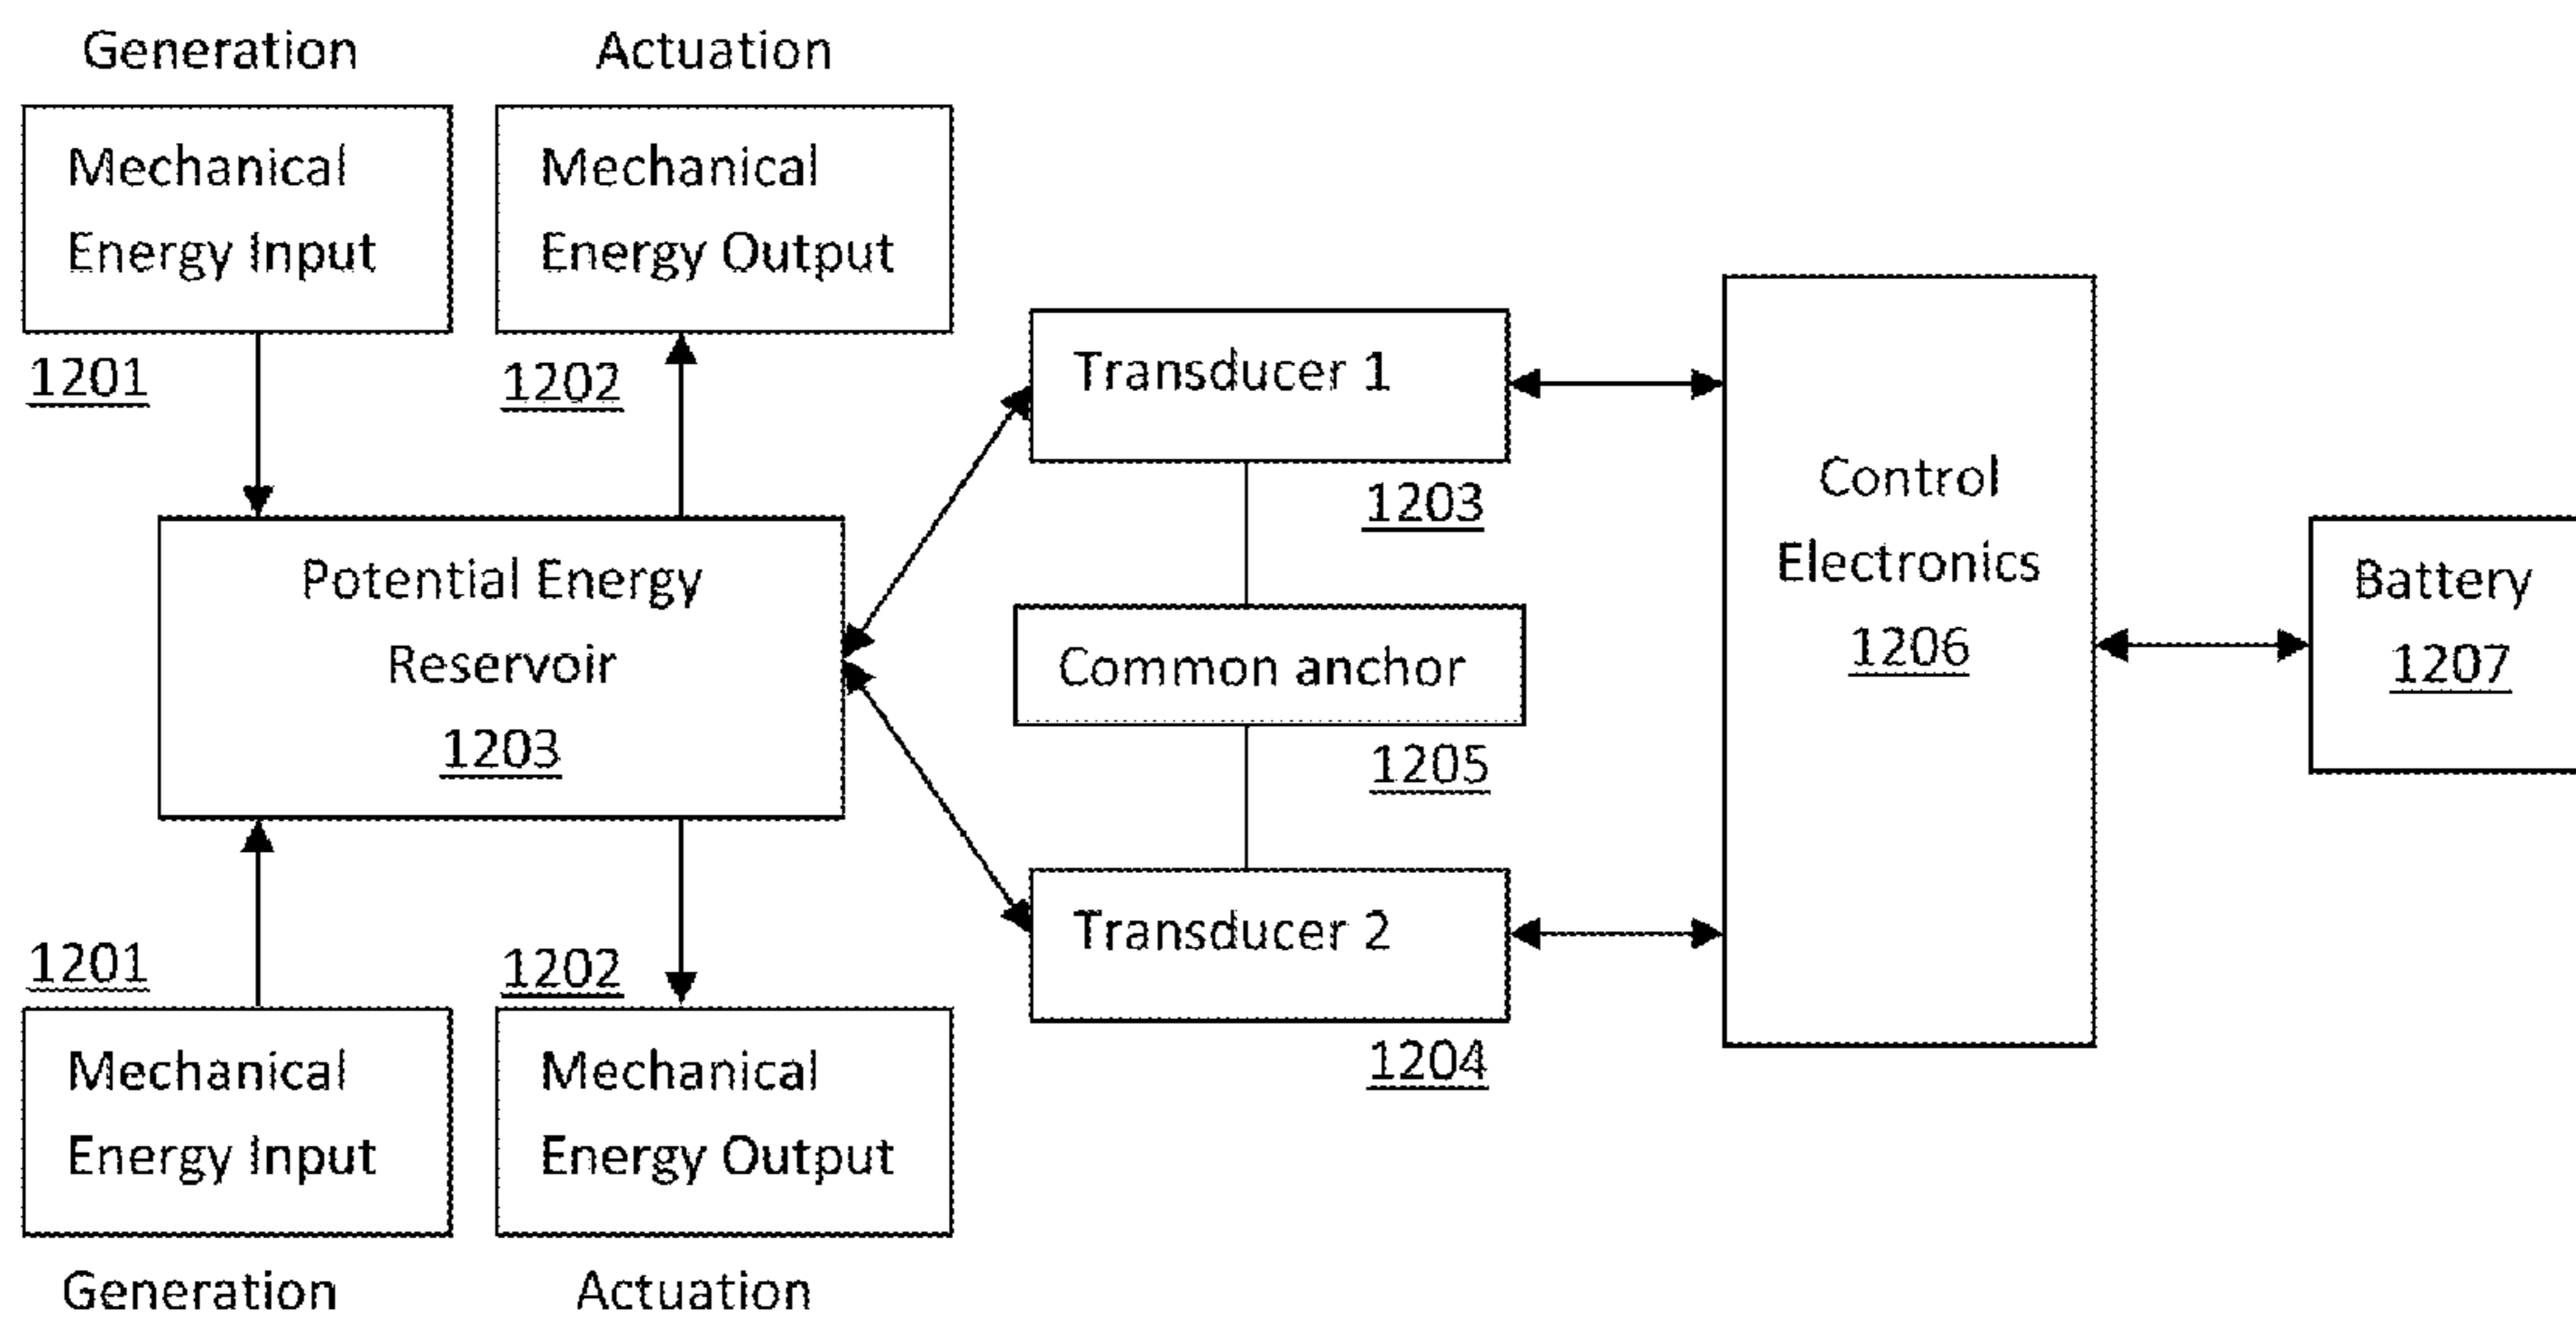 Generation
Actuation
Mechanical
Energy Input
Mechanical
Energy Output
1201
1202
Transducer 1
1203
Potential Energy
Reservoir
1203
Common anchor
1205
Control
Electronics
1206
Battery
1207
Transducer 2
1204
1201
1202
Mechanical
Energy Input
Mechanical
Energy Output
Generation
Actuation